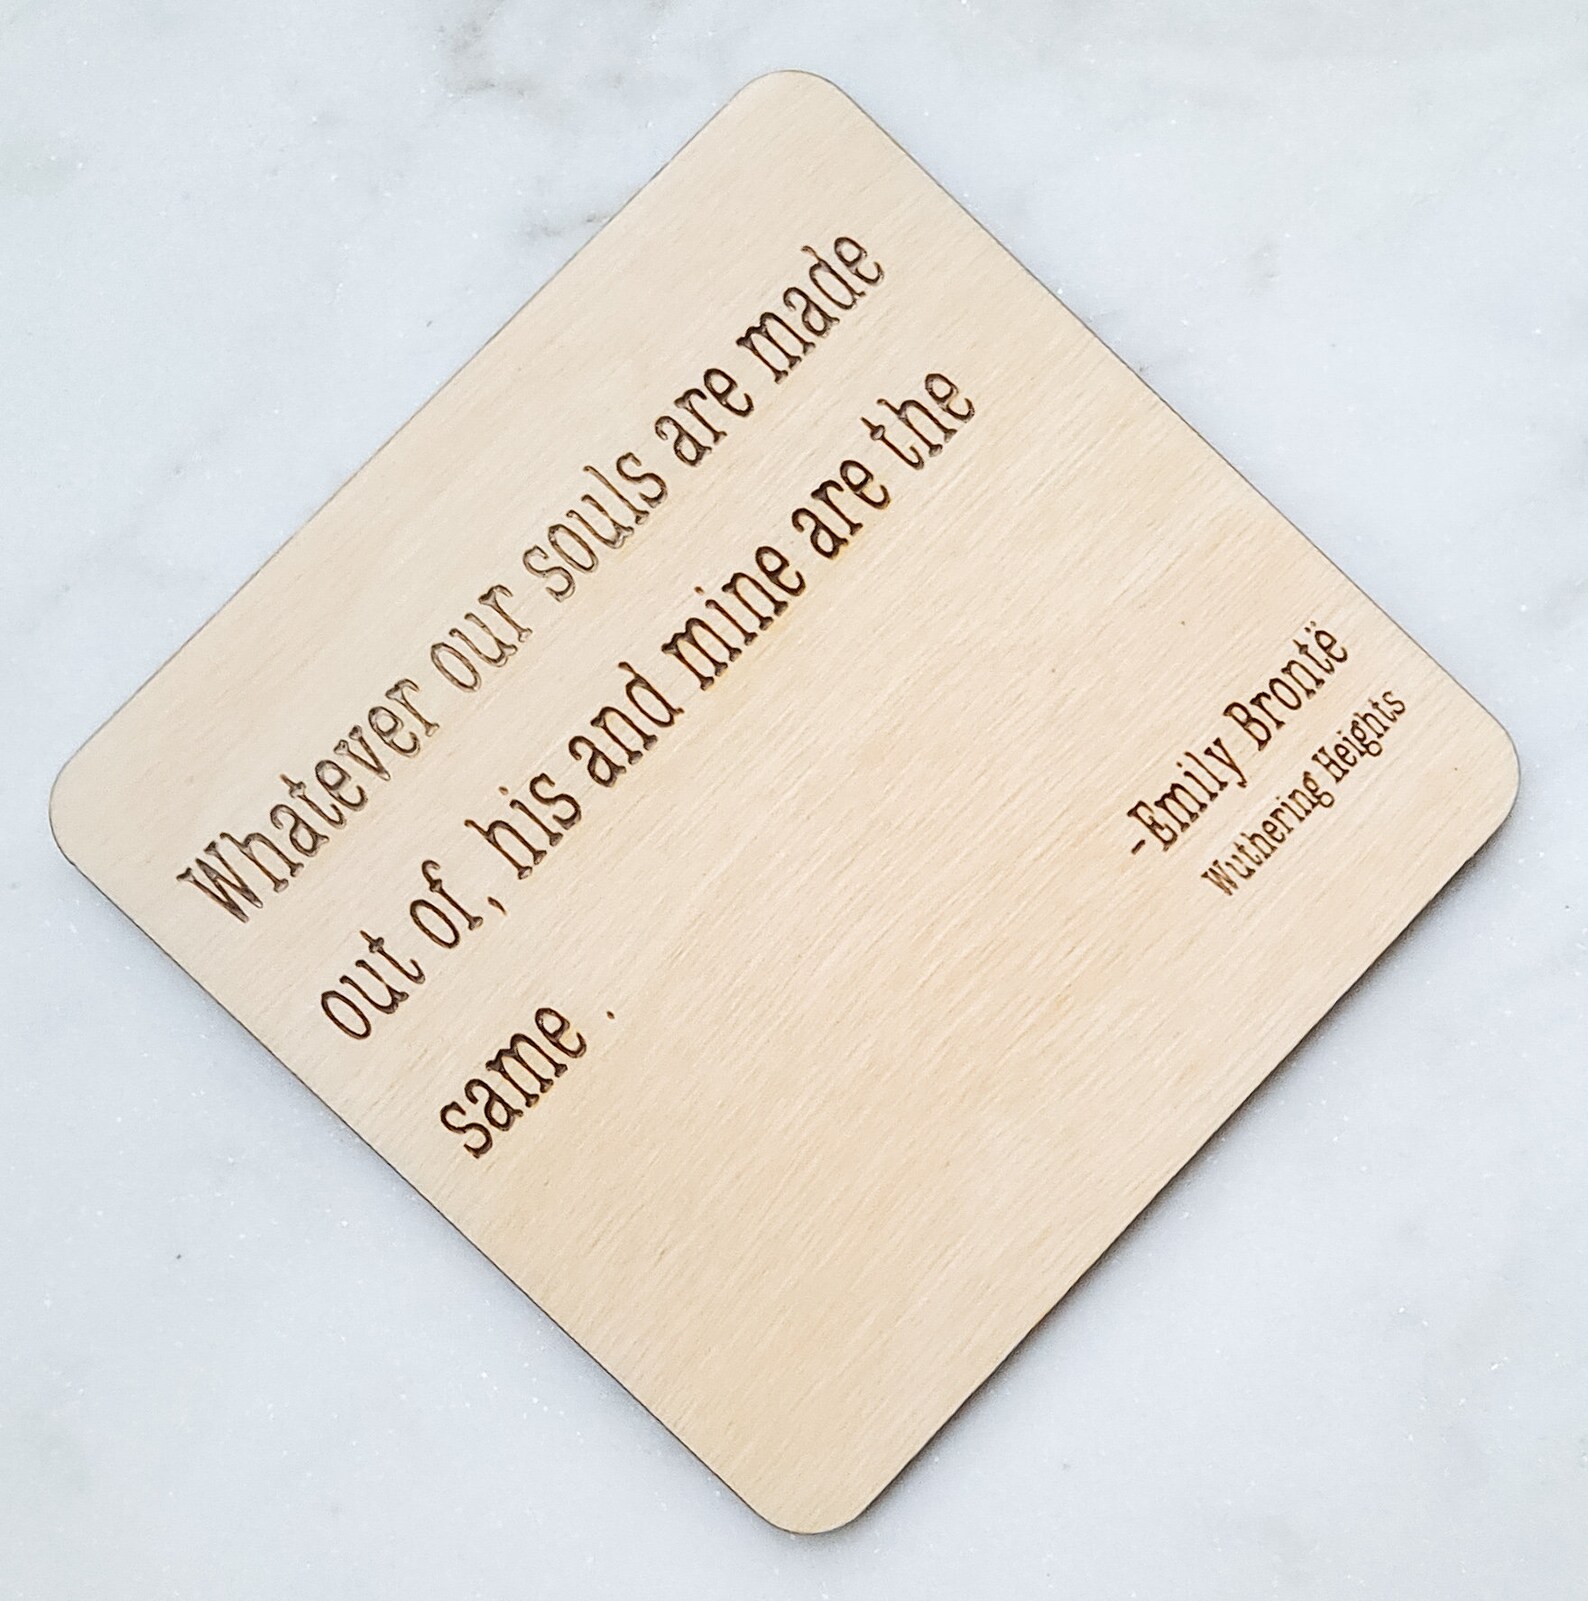 Whatever our souls are made
out of, his and mine are the
same .
-Emily Brontë
Wuthering Heights